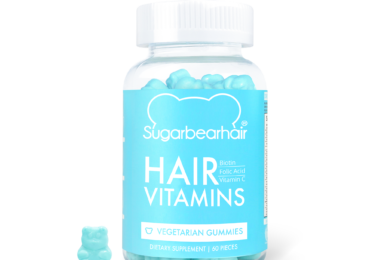 Sugarbearhair
HAIR
Biotin
Folic Acid
Vitamin C
VITAMINS
VEGETARIAN GUMMIES
DIETARY SUPPLEMENT | 60 PIECES